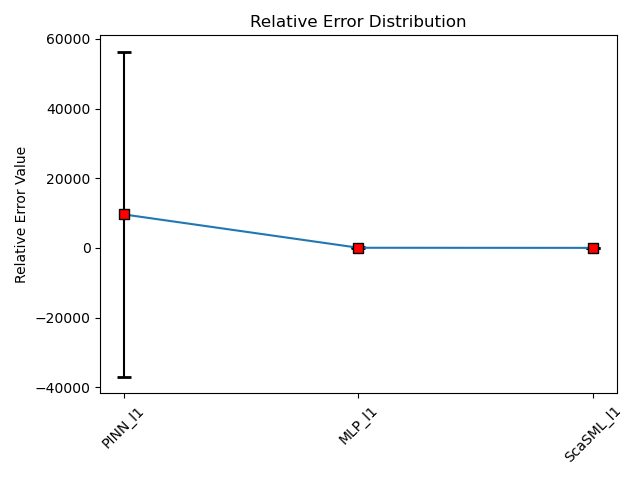 Relative Error Distribution
Relative Error Value
60000
40000
20000
0
−20000
−40000
PINN_l1
MLP_l1
ScaSML_l1